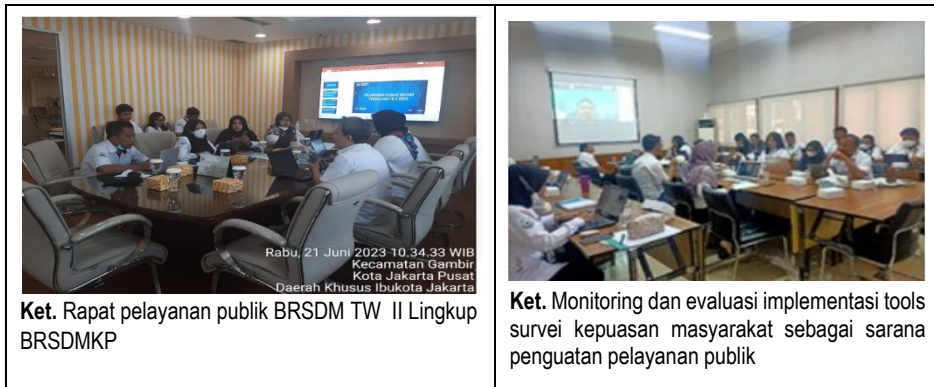 Rabu, 21 Juni 2023 10.34.33 WIB
Kecamatan Gambir
Kota Jakarta Pusat
Daerah Khusus Ibukota Jakarta
Ket. Rapat pelayanan publik BRSDM TW II Lingkup
BRSDMKP
Ket. Monitoring dan evaluasi implementasi tools
survei kepuasan masyarakat sebagai sarana
penguatan pelayanan publik